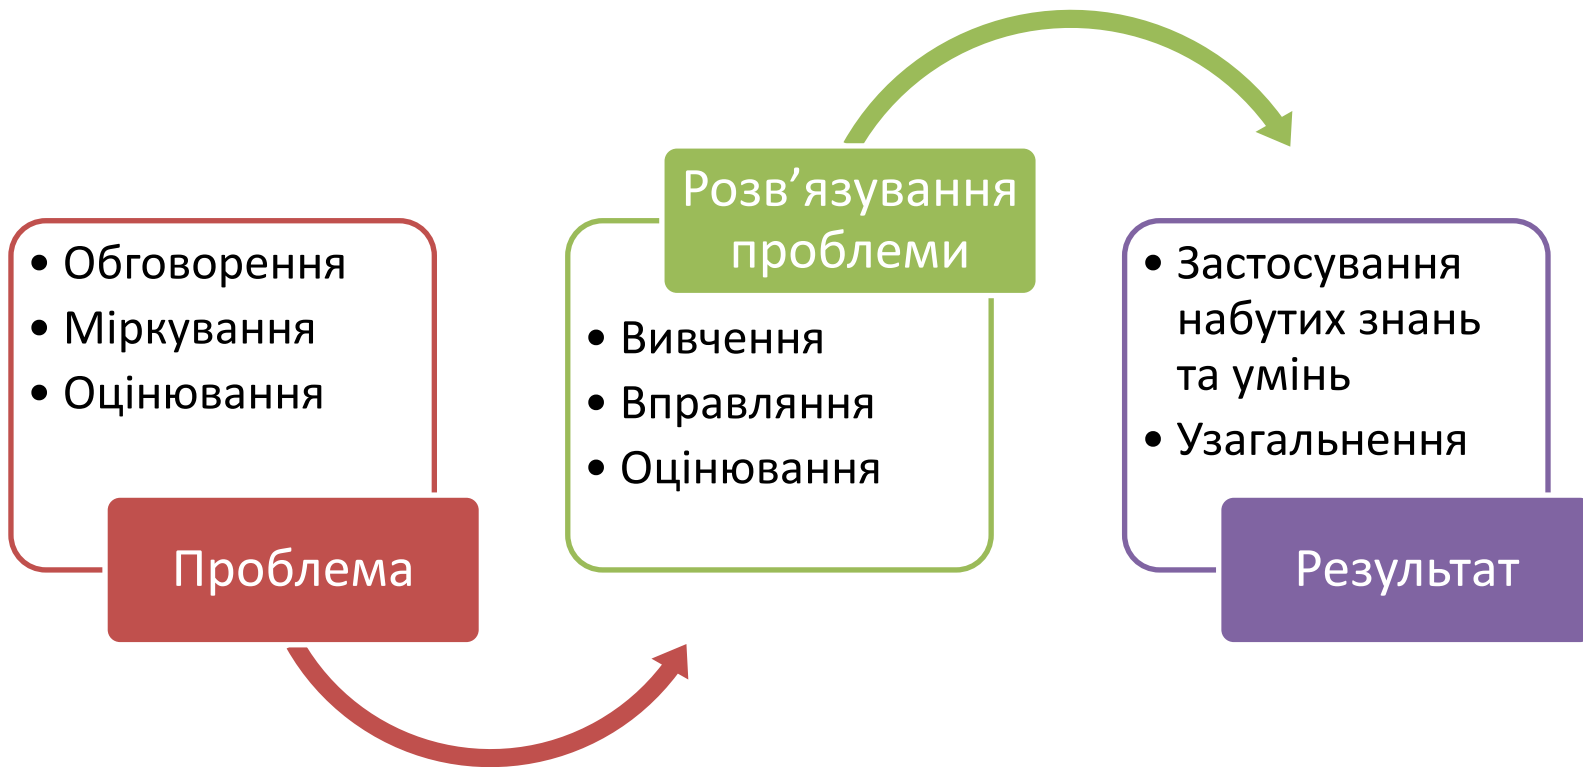 • Обговорення
• Міркування
• Оцінювання
Проблема
Розв’язування
проблеми
• Вивчення
• Вправляння
• Оцінювання
• Застосування
набутих знань
та умінь
• Узагальнення
Результат